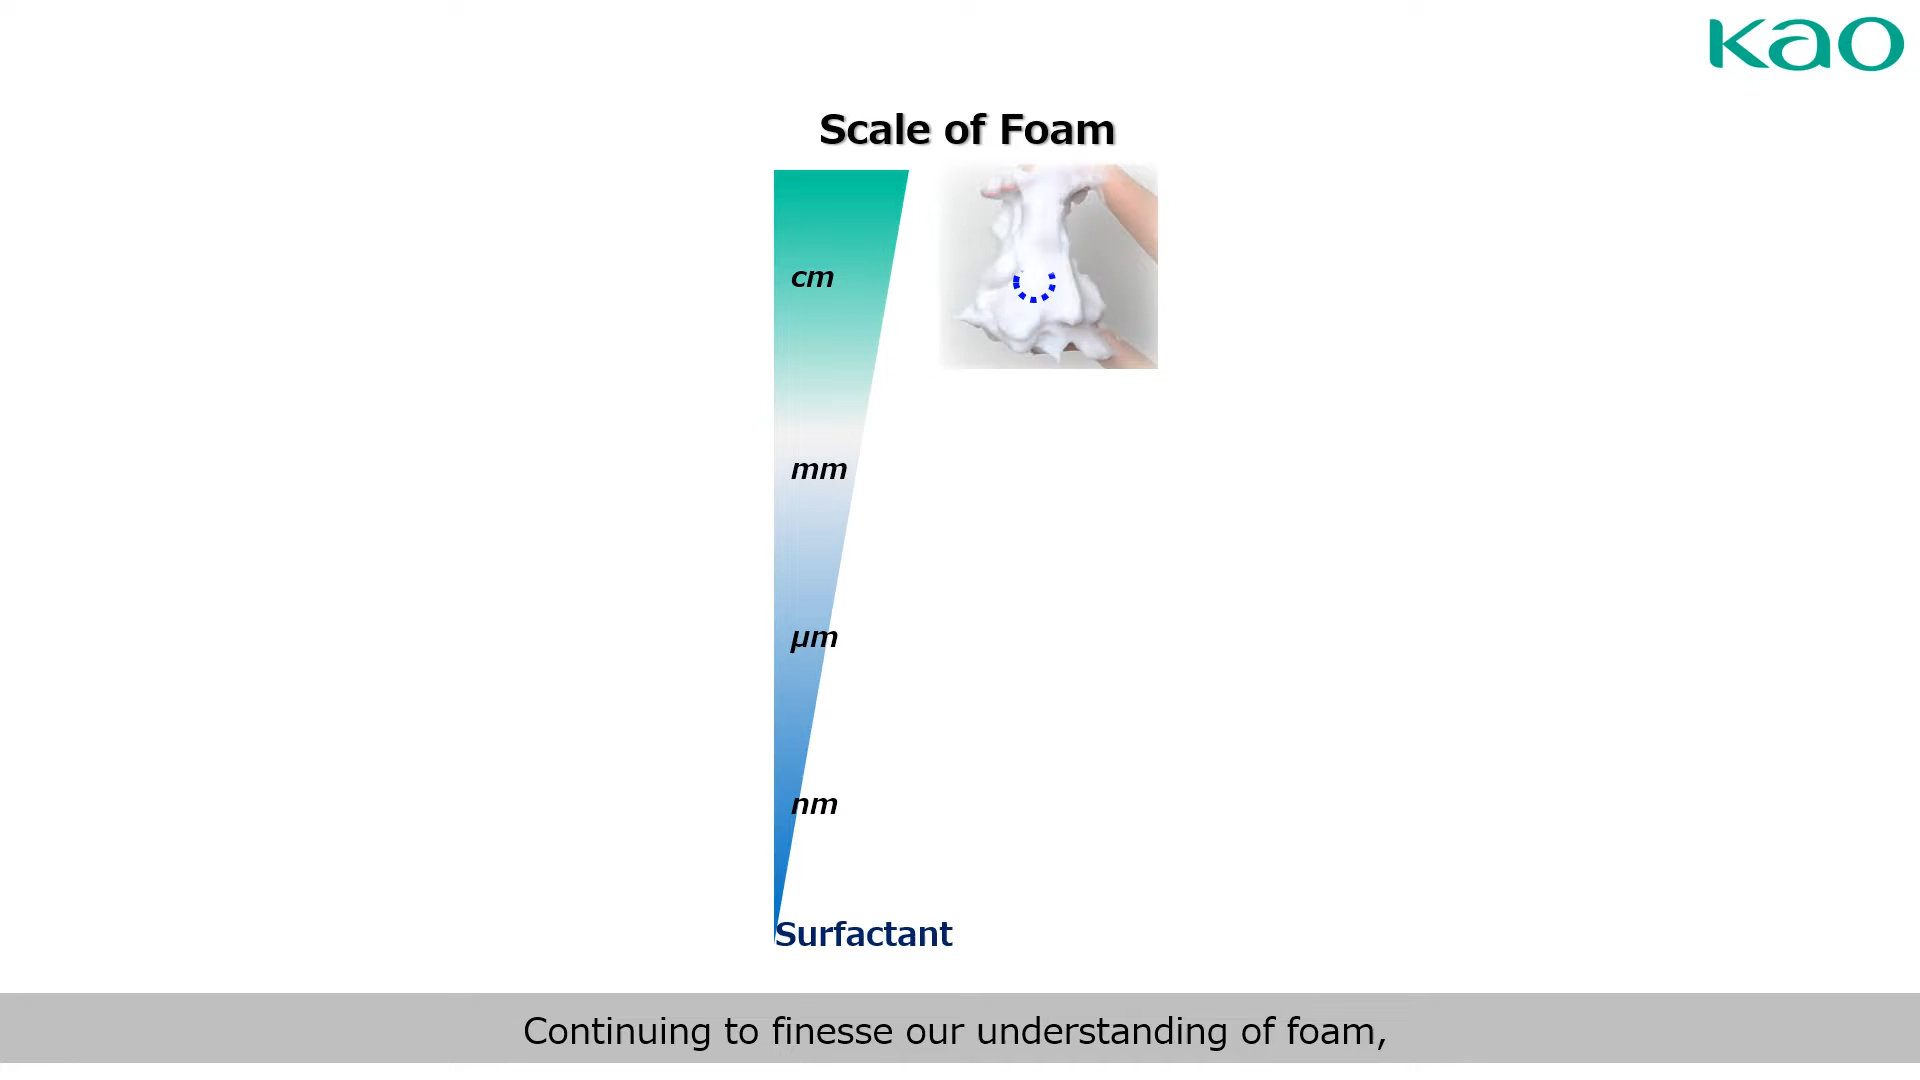 Kao
Scale of Foam
cm
mm
µm
nm
Surfactant
Continuing to finesse our understanding of foam,